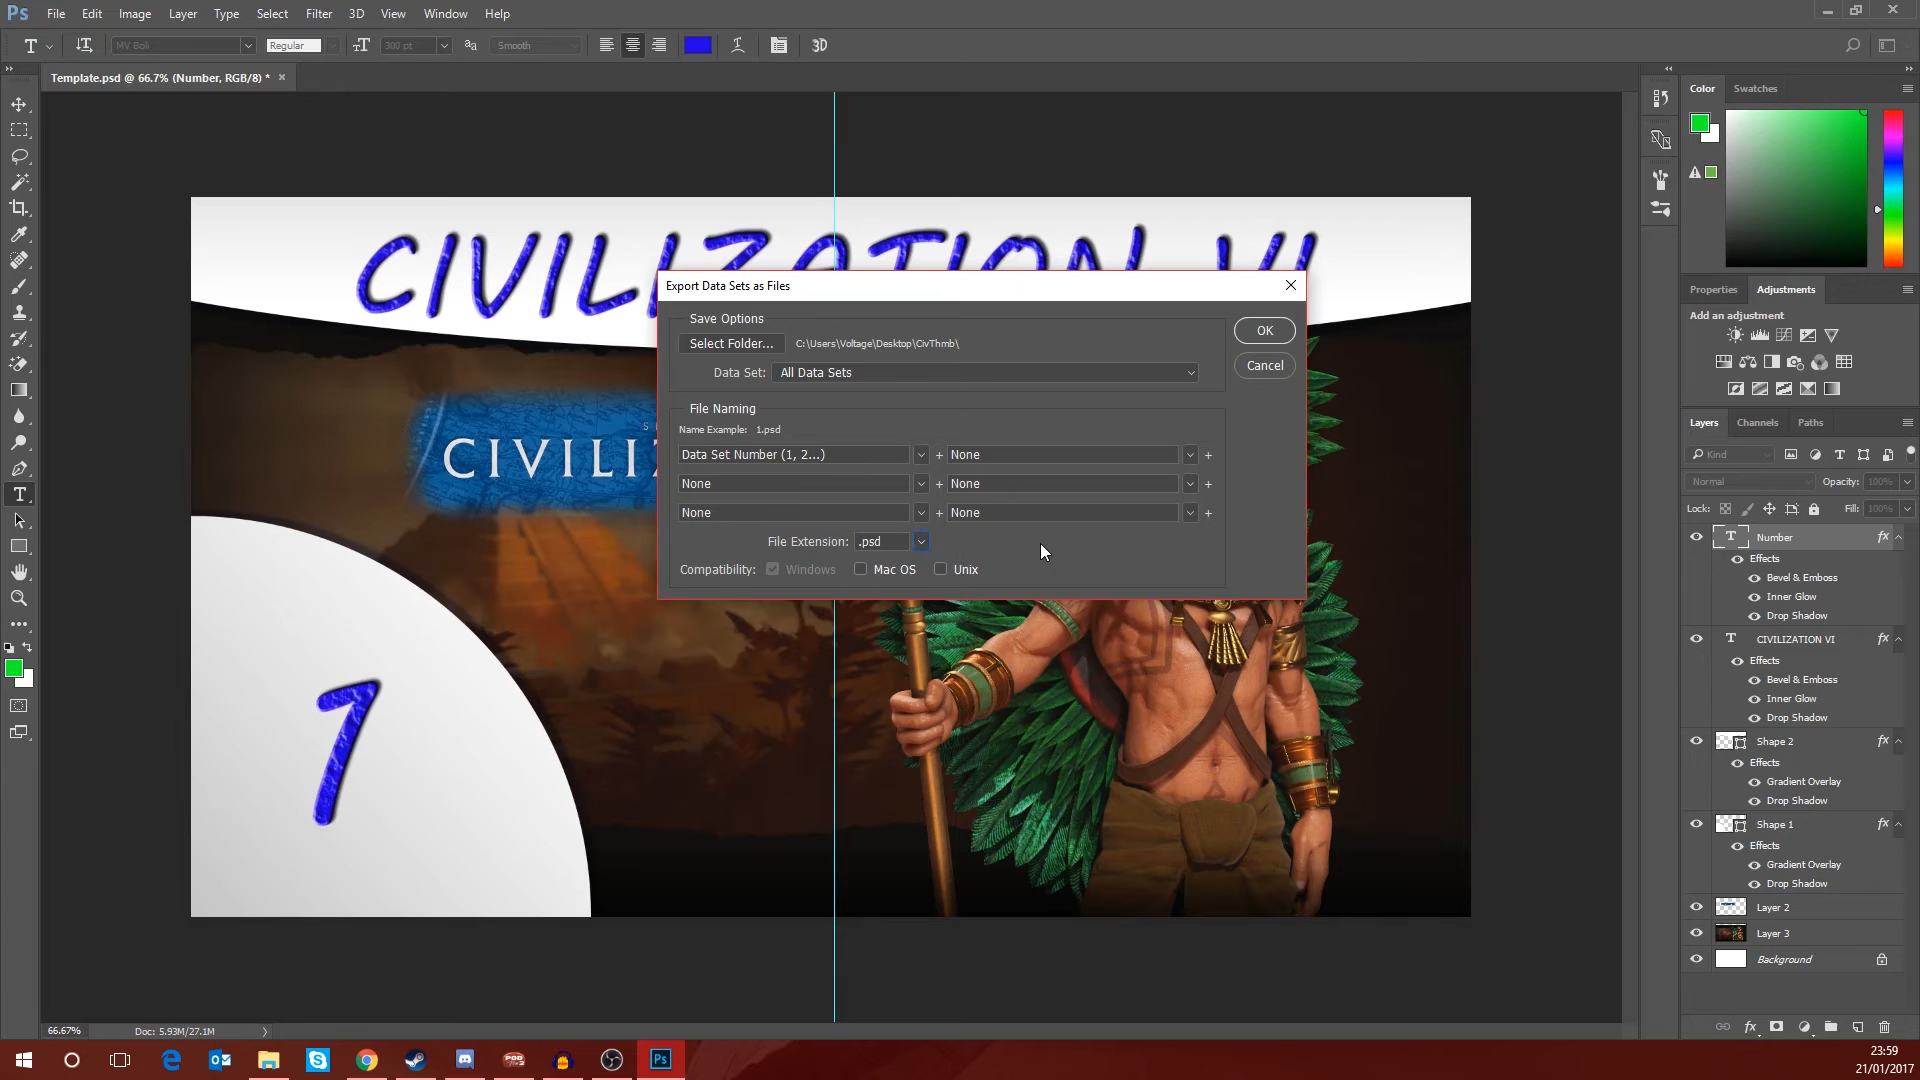 Ps File Edit Image Layer Type Select Filter 3D View Window Help
T MV Boli Regular 300 pt Smooth 3D
Template.psd @ 66.7% (Number, RGB/8) *
CIVILIZATION VI
CIVILIZ
1
Export Data Sets as Files
Save Options
Select Folder... C:\Users\Voltage\Desktop\CivThmb\
Data Set: All Data Sets
OK
Cancel
File Naming
Name Example: 1.psd
Data Set Number (1, 2...) + None +
None + None +
None + None +
File Extension: .psd
Compatibility: Windows Mac OS Unix
Color Swatches
Properties Adjustments
Add an adjustment
Layers Channels Paths
Kind
Normal Opacity: 100%
Lock: Fill: 100%
T Number fx
Effects
Bevel & Emboss
Inner Glow
Drop Shadow
T CIVILIZATION VI fx
Effects
Bevel & Emboss
Inner Glow
Drop Shadow
Shape 2 fx
Effects
Gradient Overlay
Drop Shadow
Shape 1 fx
Effects
Gradient Overlay
Drop Shadow
Layer 2
Layer 3
Background
66.67% Doc: 5.93M/27.1M
23:59
21/01/2017